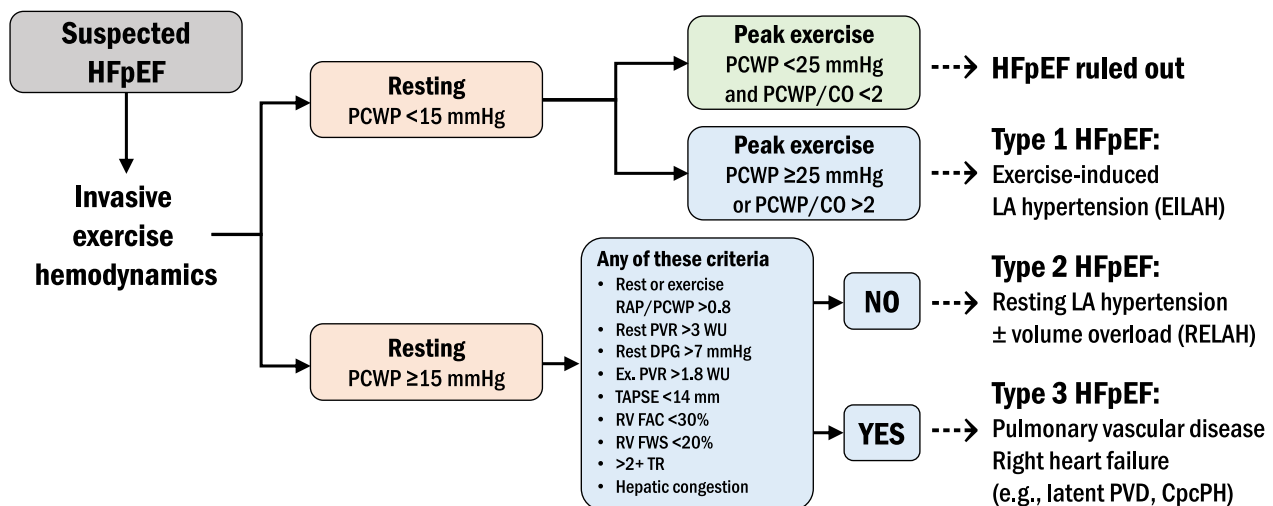 Suspected
HFpEF
Invasive
exercise
hemodynamics
Resting
PCWP <15 mmHg
Peak exercise
PCWP <25 mmHg
and PCWP/CO <2
HFpEF ruled out
Peak exercise
PCWP ≥25 mmHg
or PCWP/CO >2
Type 1 HFpEF:
Exercise-induced
LA hypertension (EILAH)
Resting
PCWP ≥15 mmHg
Any of these criteria
• Rest or exercise
RAP/PCWP >0.8
• Rest PVR >3 WU
• Rest DPG >7 mmHg
• Ex. PVR >1.8 WU
• TAPSE <14 mm
• RV FAC <30%
• RV FWS <20%
• >2+ TR
• Hepatic congestion
NO
Type 2 HFpEF:
Resting LA hypertension
± volume overload (RELAH)
YES
Type 3 HFpEF:
Pulmonary vascular disease
Right heart failure
(e.g., latent PVD, CpcPH)